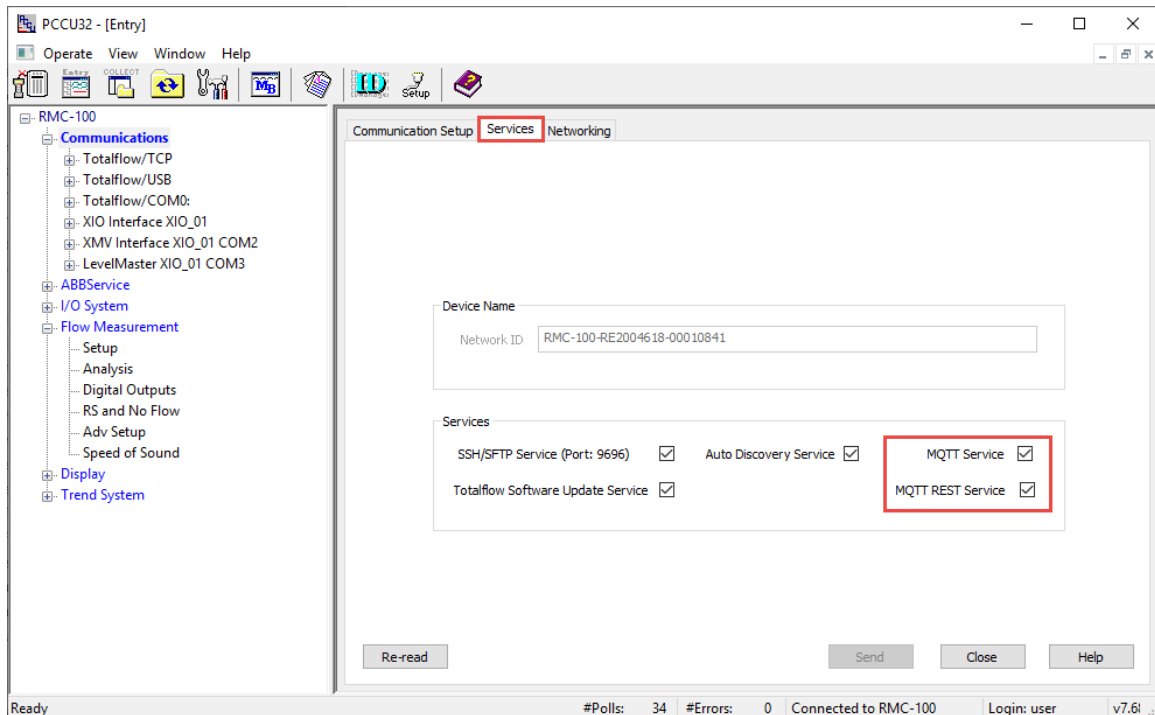 PCCU32 - [Entry]
Operate View Window Help
Entry COLLECT MB ID Manager Setup
RMC-100
Communications
Totalflow/TCP
Totalflow/USB
Totalflow/COM0:
XIO Interface XIO_01
XMV Interface XIO_01 COM2
LevelMaster XIO_01 COM3
ABBService
I/O System
Flow Measurement
Setup
Analysis
Digital Outputs
RS and No Flow
Adv Setup
Speed of Sound
Display
Trend System
Communication Setup Services Networking
Device Name
Network ID RMC-100-RE2004618-00010841
Services
SSH/SFTP Service (Port: 9696) Auto Discovery Service MQTT Service
Totalflow Software Update Service MQTT REST Service
Re-read Send Close Help
Ready #Polls: 34 #Errors: 0 Connected to RMC-100 Login: user